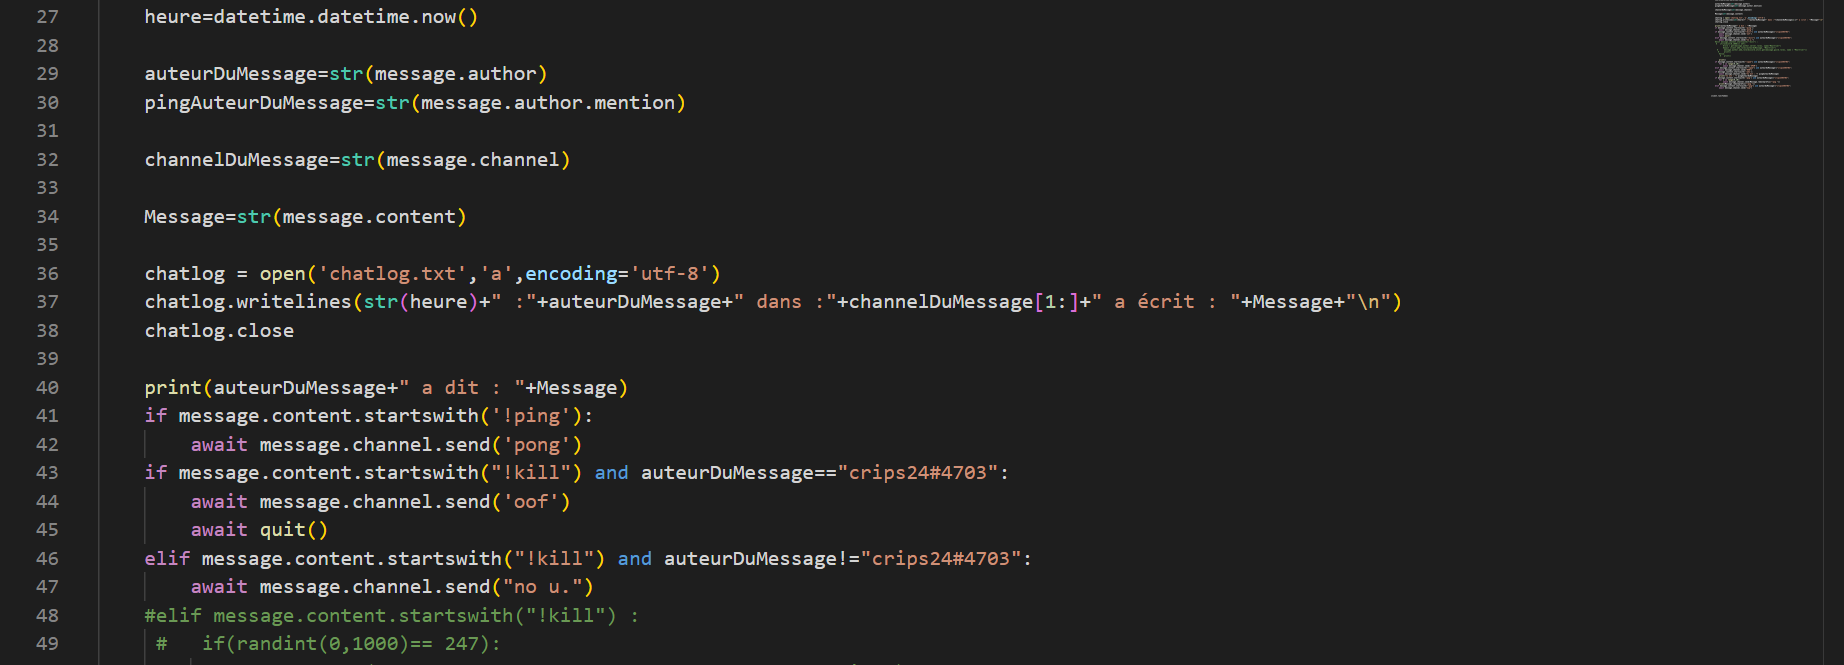 27 heure=datetime.datetime.now()
28
29 auteurDuMessage=str(message.author)
30 pingAuteurDuMessage=str(message.author.mention)
31
32 channelDuMessage=str(message.channel)
33
34 Message=str(message.content)
35
36 chatlog = open('chatlog.txt','a',encoding='utf-8')
37 chatlog.writelines(str(heure)+" :"+auteurDuMessage+" dans :"+channelDuMessage[1:]+" a écrit : "+Message+"\n")
38 chatlog.close
39
40 print(auteurDuMessage+" a dit : "+Message)
41 if message.content.startswith('!ping'):
42 await message.channel.send('pong')
43 if message.content.startswith("!kill") and auteurDuMessage=="crips24#4703":
44 await message.channel.send('oof')
45 await quit()
46 elif message.content.startswith("!kill") and auteurDuMessage!="crips24#4703":
47 await message.channel.send("no u.")
48 #elif message.content.startswith("!kill") :
49 # if(randint(0,1000)== 247):